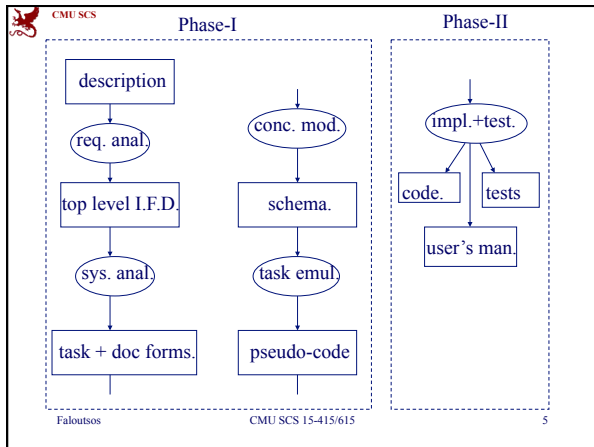 CMU SCS
Phase-I
Phase-II
description
req. anal.
top level I.F.D.
sys. anal.
task + doc forms.
conc. mod.
schema.
task emul.
pseudo-code
impl.+test.
code.
tests
user’s man.
Faloutsos
CMU SCS 15-415/615
5